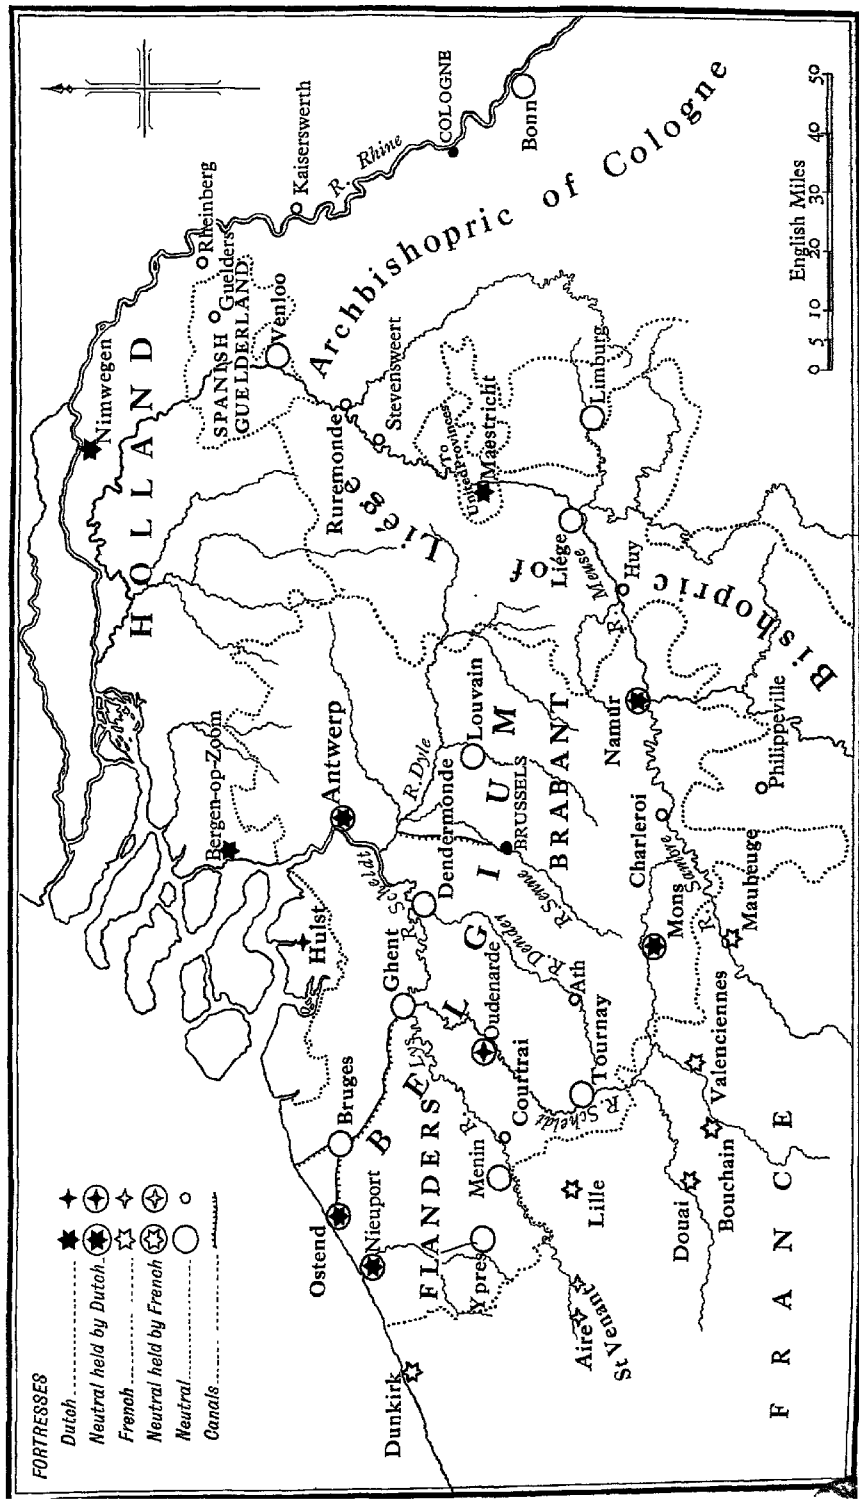 FORTRESSES
Dutch
Neutral held by Dutch
French
Neutral held by French
Neutral
Canals
HOLLAND
Nimwegen
Rheinberg
Guelders
SPANISH
GUELDERLAND
Venloo
Kaiserswerth
R. Rhine
COLOGNE
Bonn
Archbishopric of Cologne
Bergen-op-Zoom
Hulst
Antwerp
Ruremonde
Stevensweert
To
United Provinces
Maestricht
Bishopric of Liége
Limburg
Liége
R. Meuse
Huy
Ostend
Nieuport
Bruges
Ghent
R. Scheldt
Dendermonde
R. Dyle
Louvain
BRUSSELS
R. Senne
R. Dender
BELGIUM
BRABANT
FLANDERS
Dunkirk
Ypres
Menin
Courtrai
R. Lys
Oudenarde
Ath
Tournay
R. Scheldt
Mons
Charleroi
R. Sambre
Namur
Philippeville
Maubeuge
Valenciennes
Bouchain
Douai
Lille
Aire
St Venant
FRANCE
0 5 10 20 30 40 50
English Miles